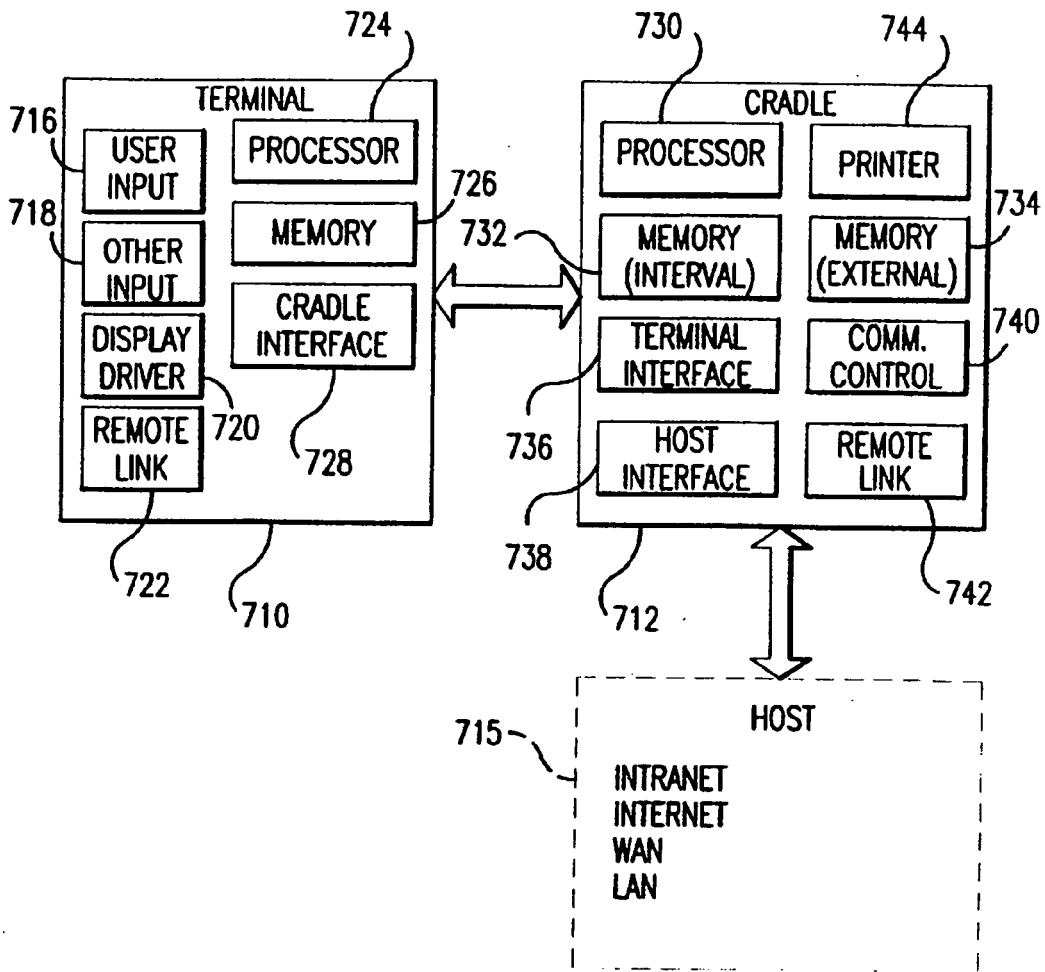 724
730
744
TERMINAL
716
USER
INPUT
PROCESSOR
718
OTHER
INPUT
MEMORY
726
DISPLAY
DRIVER
720
CRADLE
INTERFACE
728
REMOTE
LINK
722
710
CRADLE
PROCESSOR
PRINTER
732
734
MEMORY
(INTERVAL)
MEMORY
(EXTERNAL)
740
TERMINAL
INTERFACE
736
COMM.
CONTROL
HOST
INTERFACE
738
REMOTE
LINK
742
712
715
HOST
INTRANET
INTERNET
WAN
LAN